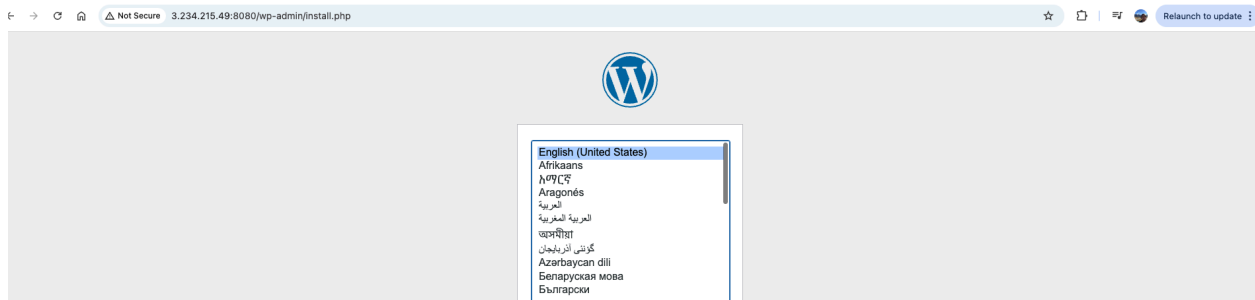 Not Secure 3.234.215.49:8080/wp-admin/install.php Relaunch to update
English (United States)
Afrikaans
አማርኛ
Aragonés
العربية
العربية المغربية
অসমীয়া
گؤنئی آذربایجان
Azərbaycan dili
Беларуская мова
Български